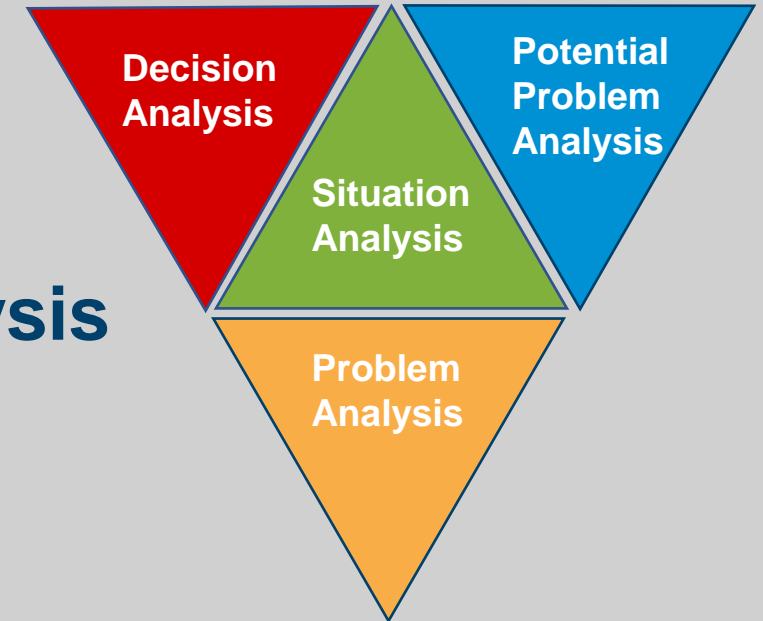 Decision
Analysis
Potential
Problem
Analysis
Situation
Analysis
ysis
Problem
Analysis